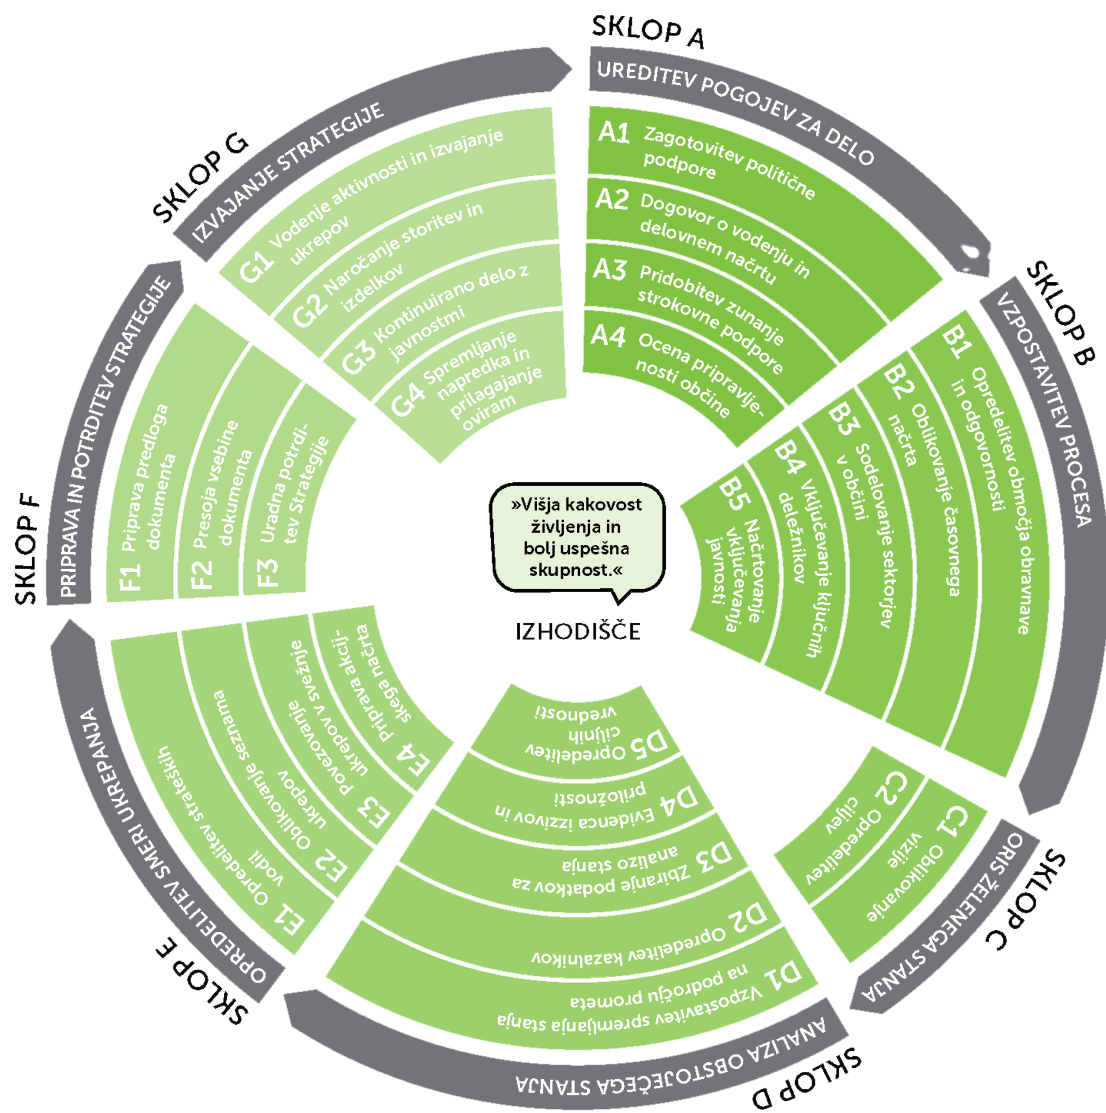 SKLOP A
UREDITEV POGOJEV ZA DELO
A1 Zagotovitev politične
podpore
A2 Dogovor o vodenju in
delovnem načrtu
A3 Pridobitev zunanje
strokovne podpore
A4 Ocena pripravlje-
nosti občine
SKLOP B
VZPOSTAVITEV PROCESA
B1 Opredelitev območja obravnave
in odgovornosti
B2 Oblikovanje časovnega
načrta
B3 Sodelovanje sektorjev
v občini
B4 Vključevanje ključnih
deležnikov
B5 Načrtovanje
vključevanja
javnosti
SKLOP C
ORIS ŽELENEGA STANJA
C1 Oblikovanje
vizije
C2 Opredelitev
ciljev
SKLOP D
ANALIZA OBSTOJEČEGA STANJA
D1 Vzpostavitev spremljanja stanja
na področju prometa
D2 Opredelitev kazalnikov
D3 Zbiranje podatkov za
analizo stanja
D4 Evidenca izzivov in
priložnosti
D5 Opredelitev
ciljnih
vrednosti
SKLOP E
OPREDELITEV SMERI UKREPANJA
E1 Opredelitev strateških
vodil
E2 Oblikovanje seznama
ukrepov
E3 Povezovanje
ukrepov v svežnje
E4 Priprava akcij-
skega načrta
SKLOP F
PRIPRAVA IN POTRDITEV STRATEGIJE
F1 Priprava predloga
dokumenta
F2 Presoja vsebine
dokumenta
F3 Uradna potrdi-
tev Strategije
SKLOP G
IZVAJANJE STRATEGIJE
G1 Vodenje aktivnosti in izvajanje
ukrepov
G2 Naročanje storitev in
izdelkov
G3 Kontinuirano delo z
javnostmi
G4 Spremljanje
napredka in
prilagajanje
oviram
»Višja kakovost
življenja in
bolj uspešna
skupnost.«
IZHODIŠČE